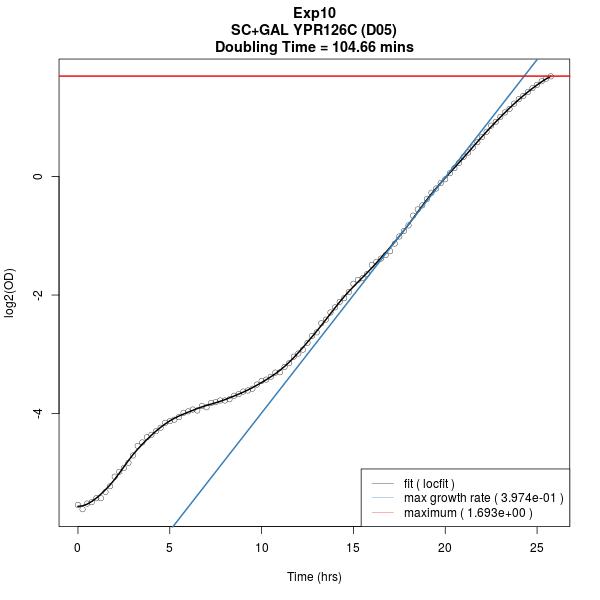 Exp10
SC+GAL YPR126C (D05)
Doubling Time = 104.66 mins
log2(OD)
0
-2
-4
0
5
10
15
20
25
Time (hrs)
fit ( locfit )
max growth rate ( 3.974e-01 )
maximum ( 1.693e+00 )